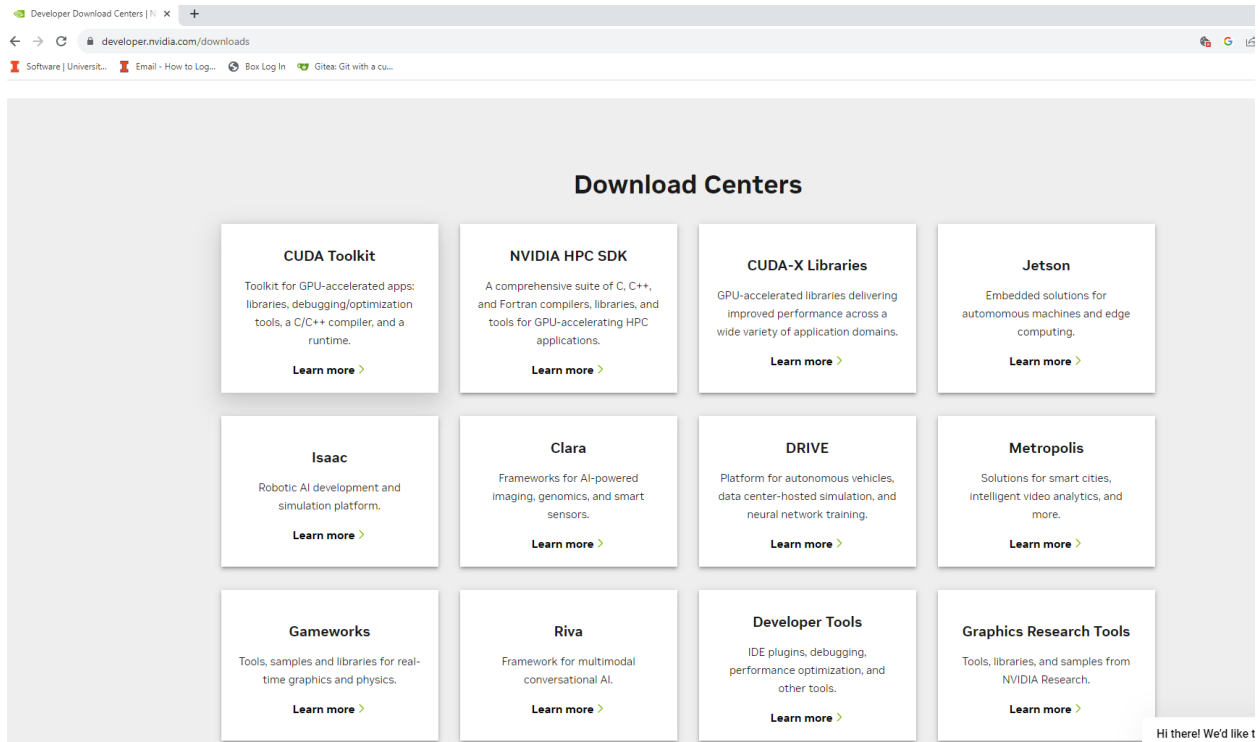 Developer Download Centers | N
developer.nvidia.com/downloads
Software | Universit...
Email - How to Log...
Box Log In
Gitea: Git with a cu...
Download Centers
CUDA Toolkit
Toolkit for GPU-accelerated apps:
libraries, debugging/optimization
tools, a C/C++ compiler, and a
runtime.
Learn more
NVIDIA HPC SDK
A comprehensive suite of C, C++,
and Fortran compilers, libraries, and
tools for GPU-accelerating HPC
applications.
Learn more
CUDA-X Libraries
GPU-accelerated libraries delivering
improved performance across a
wide variety of application domains.
Learn more
Jetson
Embedded solutions for
automomous machines and edge
computing.
Learn more
Isaac
Robotic AI development and
simulation platform.
Learn more
Clara
Frameworks for AI-powered
imaging, genomics, and smart
sensors.
Learn more
DRIVE
Platform for autonomous vehicles,
data center-hosted simulation, and
neural network training.
Learn more
Metropolis
Solutions for smart cities,
intelligent video analytics, and
more.
Learn more
Gameworks
Tools, samples and libraries for real-
time graphics and physics.
Learn more
Riva
Framework for multimodal
conversational AI.
Learn more
Developer Tools
IDE plugins, debugging,
performance optimization, and
other tools.
Learn more
Graphics Research Tools
Tools, libraries, and samples from
NVIDIA Research.
Learn more
Hi there! We'd like t